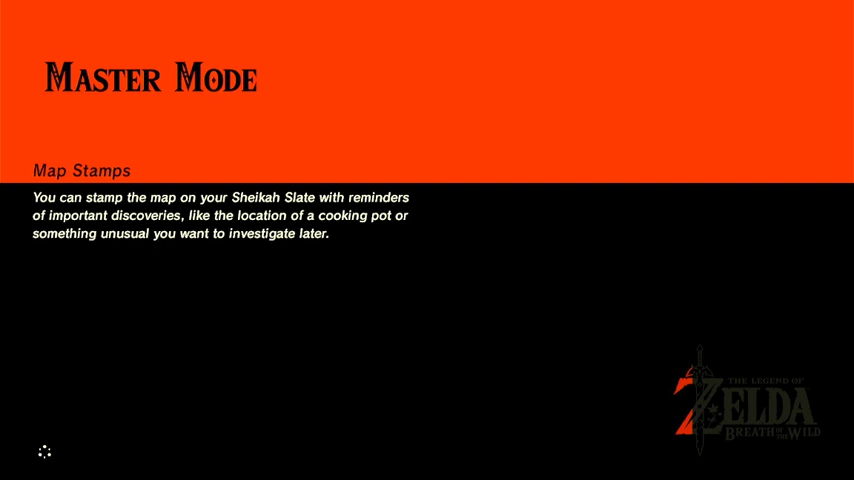 Master Mode
Map Stamps
You can stamp the map on your Sheikah Slate with reminders
of important discoveries, like the location of a cooking pot or
something unusual you want to investigate later.
THE LEGEND OF
ZELDA
BREATH OF THE WILD